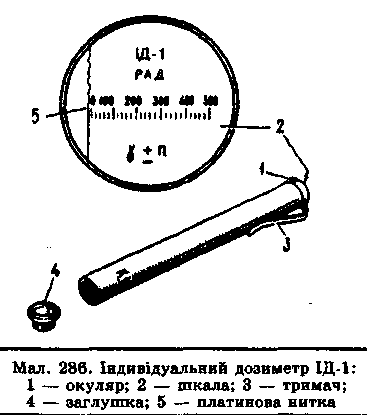 ІД-1
РАД
0 100 200 300 400 500
5
2
γ + n
1
3
4
Мал. 286. Індивідуальний дозиметр ІД-1:
1 — окуляр; 2 — шкала; 3 — тримач;
4 — заглушка; 5 — платинова нитка